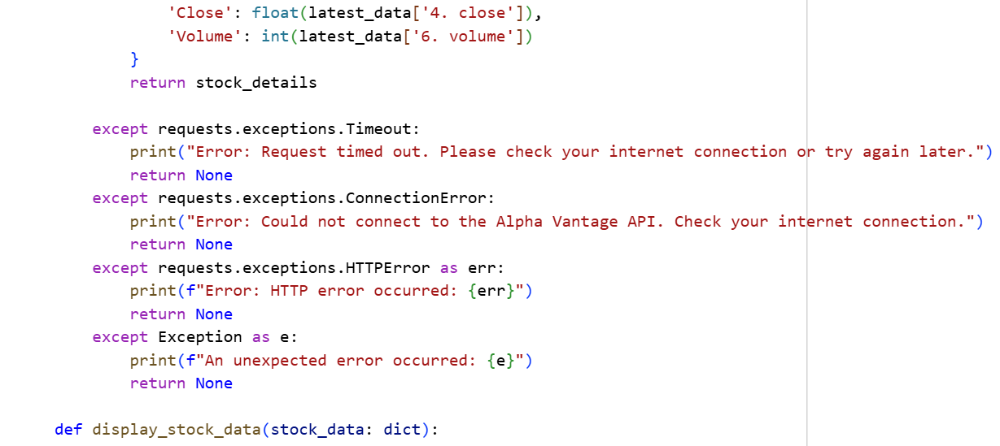 'Close': float(latest_data['4. close']),
'Volume': int(latest_data['6. volume'])
}
return stock_details
except requests.exceptions.Timeout:
print("Error: Request timed out. Please check your internet connection or try again later.")
return None
except requests.exceptions.ConnectionError:
print("Error: Could not connect to the Alpha Vantage API. Check your internet connection.")
return None
except requests.exceptions.HTTPError as err:
print(f"Error: HTTP error occurred: {err}")
return None
except Exception as e:
print(f"An unexpected error occurred: {e}")
return None
def display_stock_data(stock_data: dict):